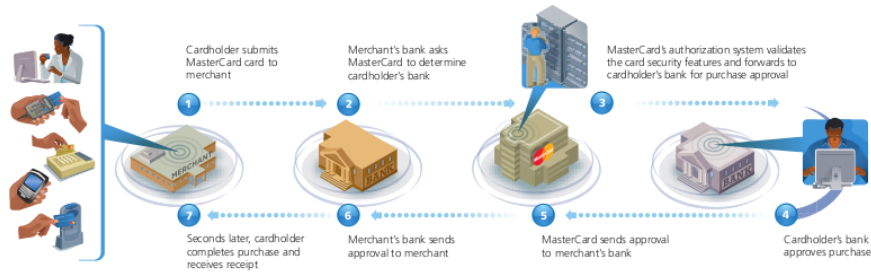 Cardholder submits
MasterCard card to
merchant
Merchant's bank asks
MasterCard to determine
cardholder's bank
MasterCard's authorization system validates
the card security features and forwards to
cardholder's bank for purchase approval
1
2
3
MERCHANT
BANK
MasterCard
BANK
7
6
5
4
Seconds later, cardholder
completes purchase and
receives receipt
Merchant's bank sends
approval to merchant
MasterCard sends approval
to merchant's bank
Cardholder's bank
approves purchase